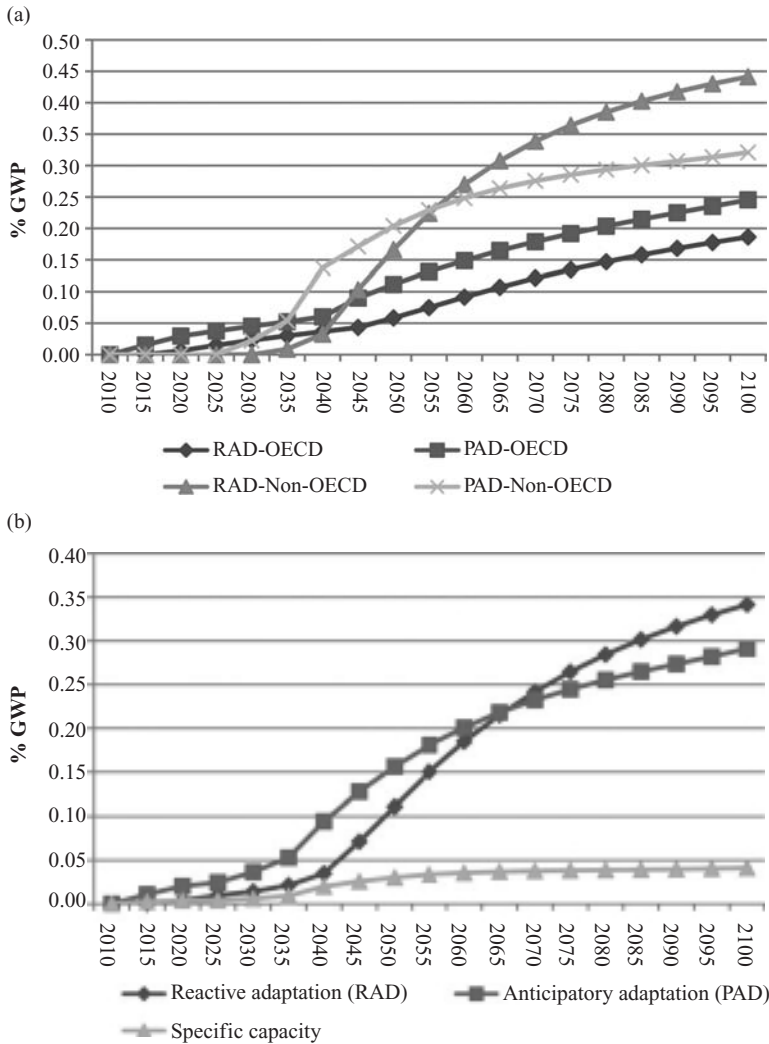 (a)
0.50
0.45
0.40
0.35
0.30
0.25
0.20
0.15
0.10
0.05
0.00
% GWP
2010 2015 2020 2025 2030 2035 2040 2045 2050 2055 2060 2065 2070 2075 2080 2085 2090 2095 2100
RAD-OECD PAD-OECD
RAD-Non-OECD PAD-Non-OECD
(b)
0.40
0.35
0.30
0.25
0.20
0.15
0.10
0.05
0.00
% GWP
2010 2015 2020 2025 2030 2035 2040 2045 2050 2055 2060 2065 2070 2075 2080 2085 2090 2095 2100
Reactive adaptation (RAD) Anticipatory adaptation (PAD)
Specific capacity